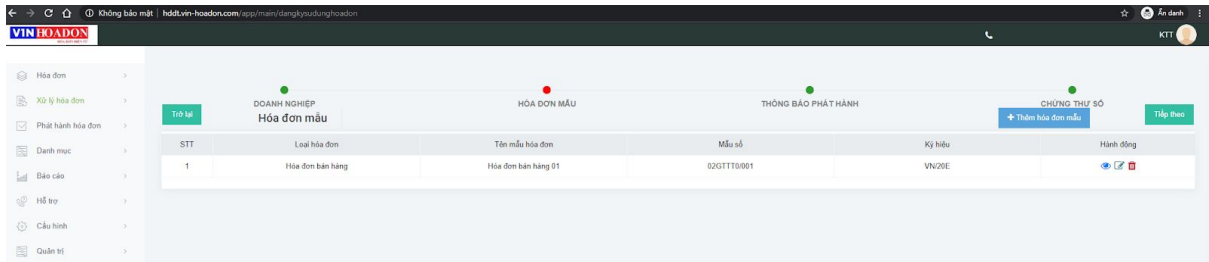 Không bảo mật | hddt.vin-hoadon.com/app/main/dangkysudunghoadon
Ẩn danh
VIN HOADON
KTT
Hóa đơn
Xử lý hóa đơn
Phát hành hóa đơn
Danh mục
Báo cáo
Hỗ trợ
Cấu hình
Quản trị
DOANH NGHIỆP
HÓA ĐƠN MẪU
THÔNG BÁO PHÁT HÀNH
CHỨNG THƯ SỐ
Trở lại
Hóa đơn mẫu
+ Thêm hóa đơn mẫu
Tiếp theo
STT Loại hóa đơn Tên mẫu hóa đơn Mẫu số Ký hiệu Hành động
1 Hóa đơn bán hàng Hóa đơn bán hàng 01 02GTTT0/001 VN/20E